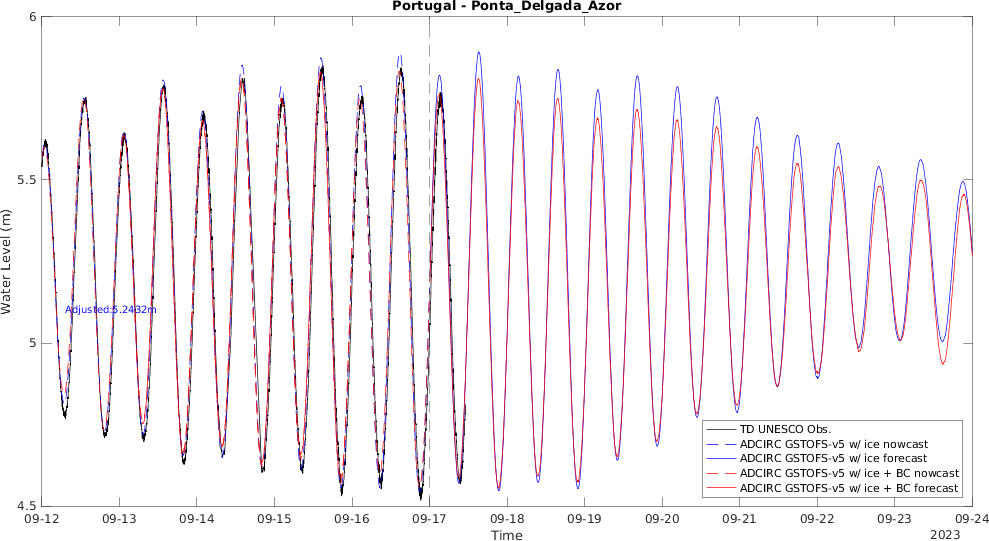 Portugal - Ponta_Delgada_Azor
6
5.5
5
4.5
Water Level (m)
Adjusted:5.2432m
TD UNESCO Obs.
ADCIRC GSTOFS-v5 w/ ice nowcast
ADCIRC GSTOFS-v5 w/ ice forecast
ADCIRC GSTOFS-v5 w/ ice + BC nowcast
ADCIRC GSTOFS-v5 w/ ice + BC forecast
09-12 09-13 09-14 09-15 09-16 09-17 09-18 09-19 09-20 09-21 09-22 09-23 09-24
Time
2023